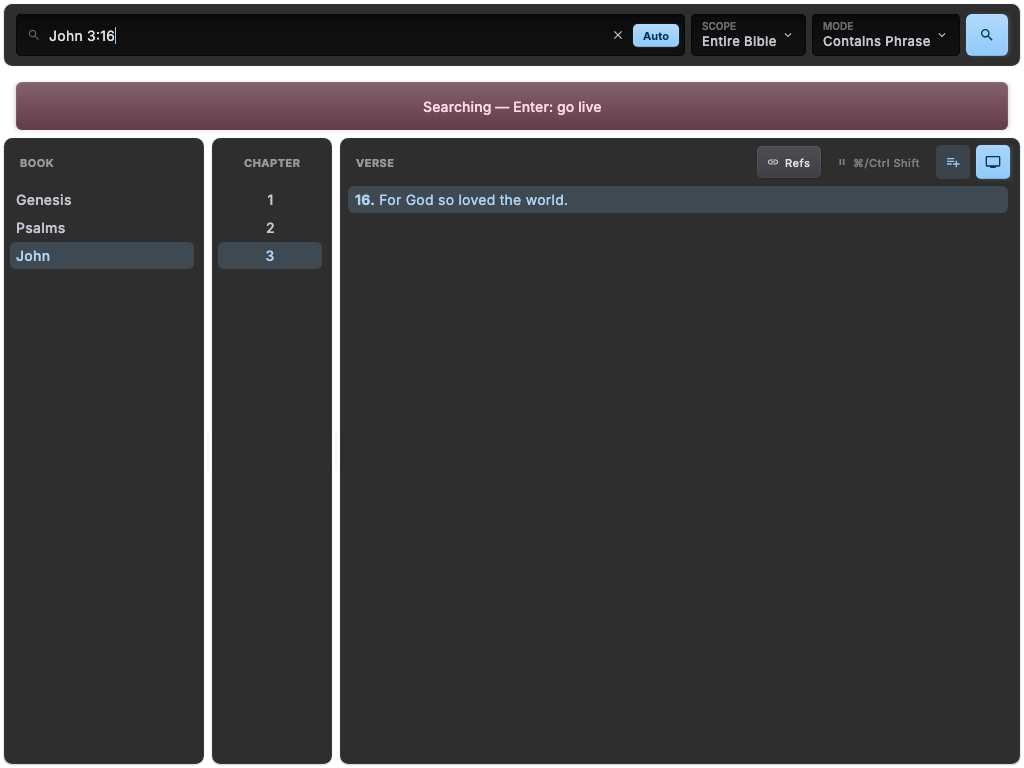 John 3:16
Auto
SCOPE
Entire Bible
MODE
Contains Phrase
Searching — Enter: go live
BOOK
Genesis
Psalms
John
CHAPTER
1
2
3
VERSE
Refs
⌘/Ctrl Shift
16. For God so loved the world.